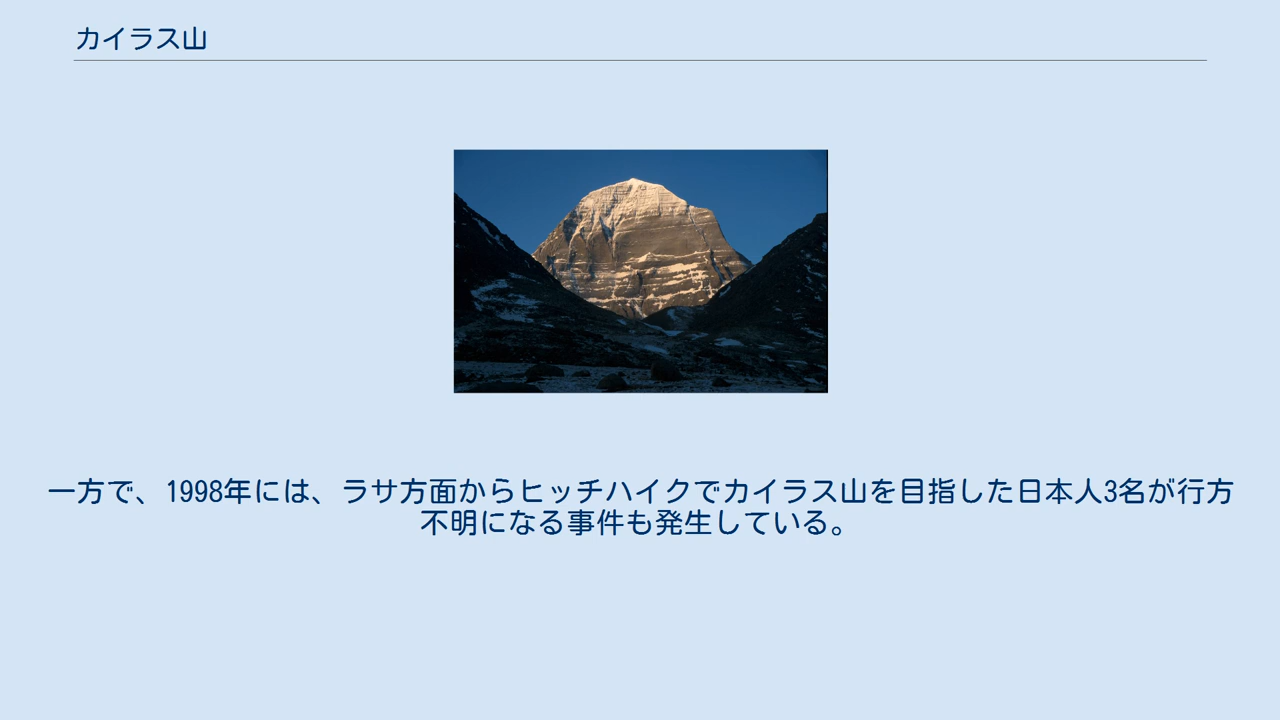 カイラス山
一方で、1998年には、ラサ方面からヒッチハイクでカイラス山を目指した日本人3名が行方
不明になる事件も発生している。